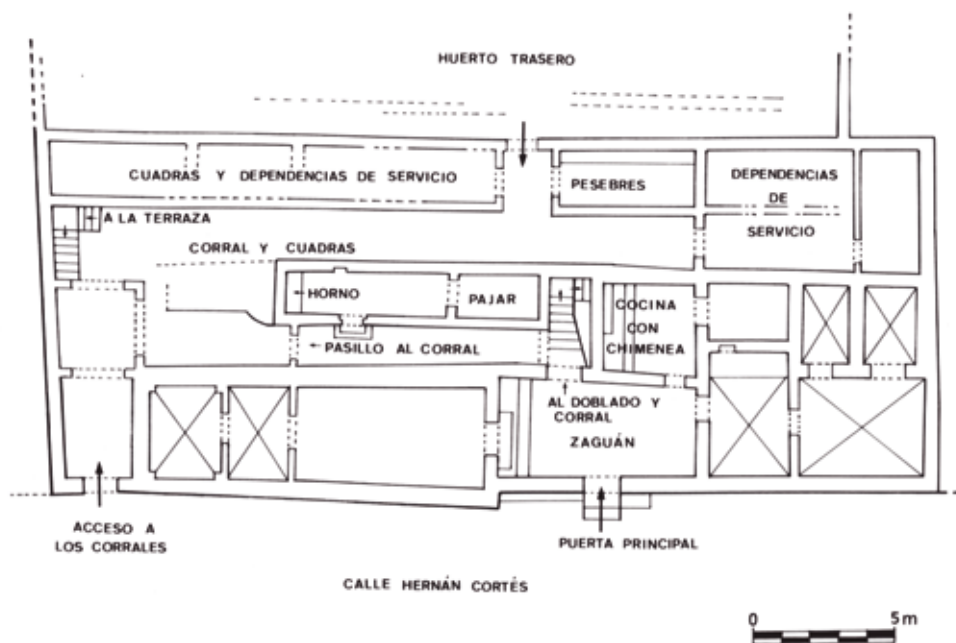 HUERTO TRASERO
CUADRAS Y DEPENDENCIAS DE SERVICIO
PESEBRES
DEPENDENCIAS
DE
SERVICIO
A LA TERRAZA
CORRAL Y CUADRAS
HORNO
PAJAR
COCINA
CON
CHIMENEA
PASILLO AL CORRAL
AL DOBLADO Y
CORRAL
ZAGUÁN
ACCESO A
LOS CORRALES
PUERTA PRINCIPAL
CALLE HERNÁN CORTÉS
0 5m